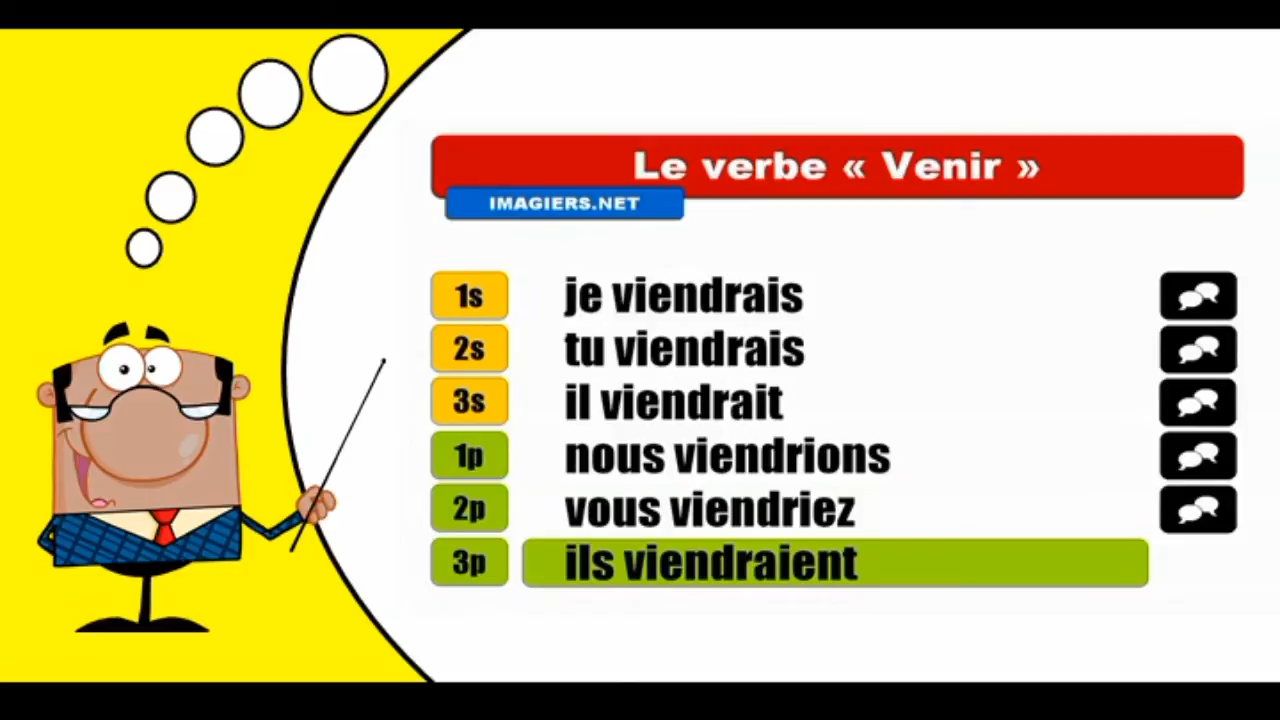 Le verbe « Venir »
IMAGIERS.NET
1s je viendrais
2s tu viendrais
3s il viendrait
1p nous viendrions
2p vous viendriez
3p ils viendraient